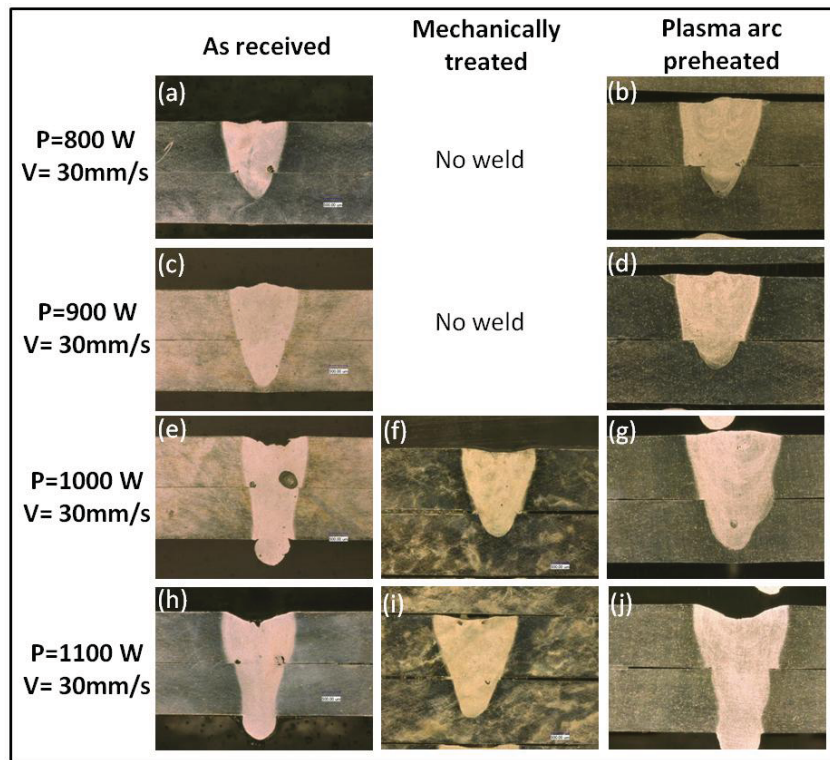 As received
Mechanically
treated
Plasma arc
preheated
P=800 W
V= 30mm/s
(a)
No weld
(b)
P=900 W
V= 30mm/s
(c)
No weld
(d)
P=1000 W
V= 30mm/s
(e)
(f)
(g)
P=1100 W
V= 30mm/s
(h)
(i)
(j)